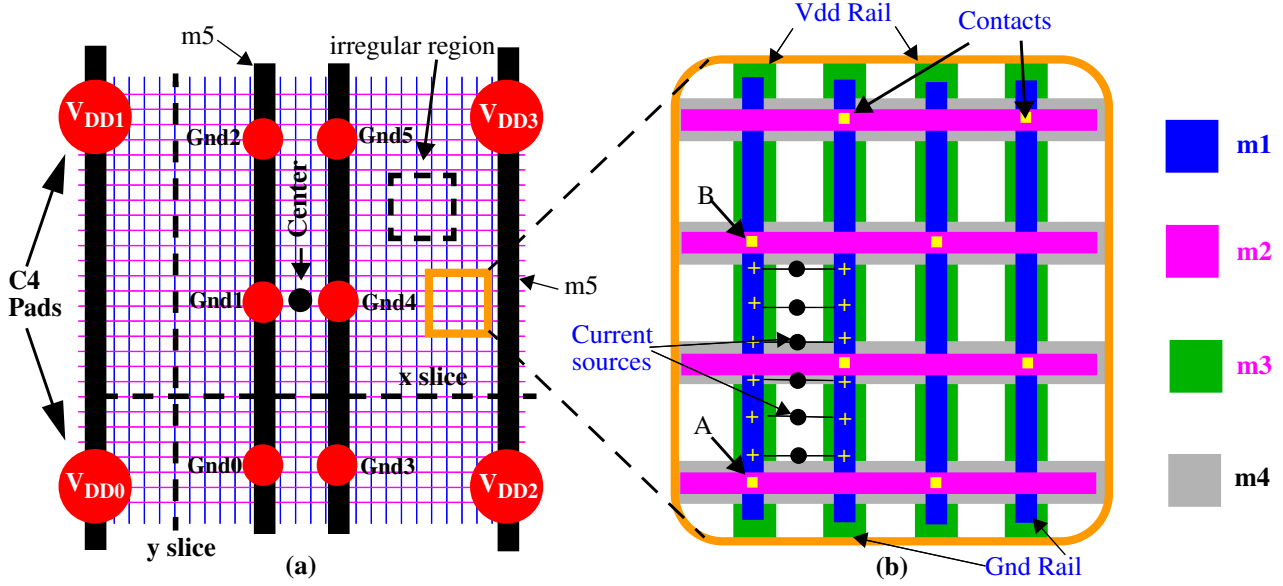 m5
irregular region
Vdd Rail
Contacts
VDD1
VDD3
Gnd2
Gnd5
m1
Center
B
m2
C4
Pads
Gnd1
Gnd4
m5
Current
sources
m3
x slice
A
Gnd0
Gnd3
VDD0
VDD2
m4
y slice
(a)
(b)
Gnd Rail